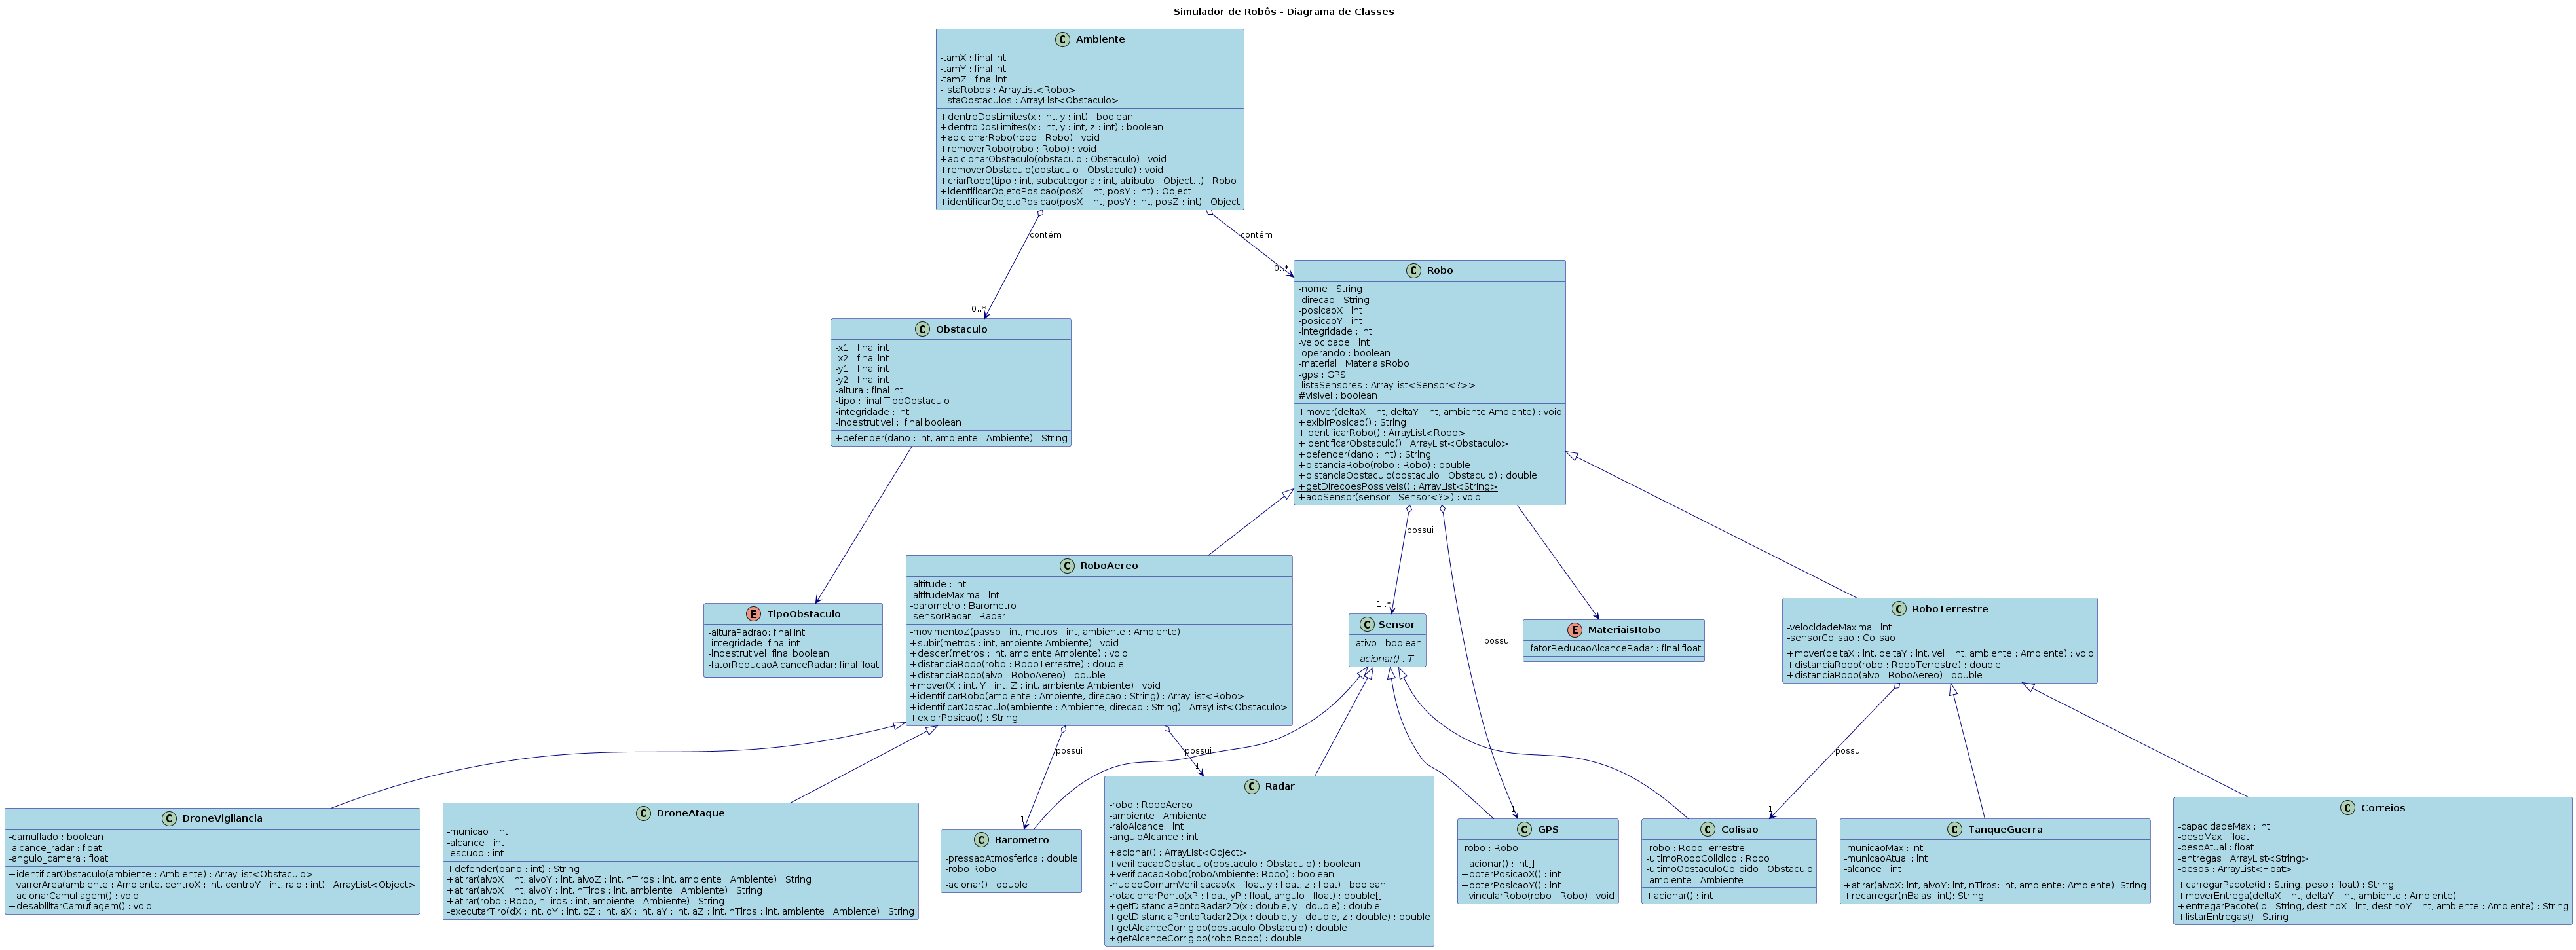 Simulador de Robôs - Diagrama de Classes
C Ambiente
-tamX : final int
-tamY : final int
-tamZ : final int
-listaRobos : ArrayList<Robo>
-listaObstaculos : ArrayList<Obstaculo>
+dentroDosLimites(x : int, y : int) : boolean
+dentroDosLimites(x : int, y : int, z : int) : boolean
+adicionarRobo(robo : Robo) : void
+removerRobo(robo : Robo) : void
+adicionarObstaculo(obstaculo : Obstaculo) : void
+removerObstaculo(obstaculo : Obstaculo) : void
+criarRobo(tipo : int, subcategoria : int, atributo : Object...) : Robo
+identificarObjetoPosicao(posX : int, posY : int) : Object
+identificarObjetoPosicao(posX : int, posY : int, posZ : int) : Object
contém
contém
0..*
0..*
C Robo
-nome : String
-direcao : String
-posicaoX : int
-posicaoY : int
-integridade : int
-velocidade : int
-operando : boolean
-material : MateriaisRobo
-gps : GPS
-listaSensores : ArrayList<Sensor<?>>
#visivel : boolean
+mover(deltaX : int, deltaY : int, ambiente Ambiente) : void
+exibirPosicao() : String
+identificarRobo() : ArrayList<Robo>
+identificarObstaculo() : ArrayList<Obstaculo>
+defender(dano : int) : String
+distanciaRobo(robo : Robo) : double
+distanciaObstaculo(obstaculo : Obstaculo) : double
+getDirecoesPossiveis() : ArrayList<String>
+addSensor(sensor : Sensor<?>) : void
C Obstaculo
-x1 : final int
-x2 : final int
-y1 : final int
-y2 : final int
-altura : final int
-tipo : final TipoObstaculo
-integridade : int
-indestrutivel :  final boolean
+defender(dano : int, ambiente : Ambiente) : String
possui
possui
1..*
E TipoObstaculo
-alturaPadrao: final int
-integridade: final int
-indestrutivel: final boolean
-fatorReducaoAlcanceRadar: final float
C RoboAereo
-altitude : int
-altitudeMaxima : int
-barometro : Barometro
-sensorRadar : Radar
-movimentoZ(passo : int, metros : int, ambiente : Ambiente)
+subir(metros : int, ambiente Ambiente) : void
+descer(metros : int, ambiente Ambiente) : void
+distanciaRobo(robo : RoboTerrestre) : double
+distanciaRobo(alvo : RoboAereo) : double
+mover(X : int, Y : int, Z : int, ambiente Ambiente) : void
+identificarRobo(ambiente : Ambiente, direcao : String) : ArrayList<Robo>
+identificarObstaculo(ambiente : Ambiente, direcao : String) : ArrayList<Obstaculo>
+exibirPosicao() : String
C Sensor
-ativo : boolean
+acionar() : T
E MateriaisRobo
-fatorReducaoAlcanceRadar : final float
C RoboTerrestre
-velocidadeMaxima : int
-sensorColisao : Colisao
+mover(deltaX : int, deltaY : int, vel : int, ambiente : Ambiente) : void
+distanciaRobo(robo : RoboTerrestre) : double
+distanciaRobo(alvo : RoboAereo) : double
possui
possui
possui
1
1
1
1
C DroneVigilancia
-camuflado : boolean
-alcance_radar : float
-angulo_camera : float
+identificarObstaculo(ambiente : Ambiente) : ArrayList<Obstaculo>
+varrerArea(ambiente : Ambiente, centroX : int, centroY : int, raio : int) : ArrayList<Object>
+acionarCamuflagem() : void
+desabilitarCamuflagem() : void
C DroneAtaque
-municao : int
-alcance : int
-escudo : int
+defender(dano : int) : String
+atirar(alvoX : int, alvoY : int, alvoZ : int, nTiros : int, ambiente : Ambiente) : String
+atirar(alvoX : int, alvoY : int, nTiros : int, ambiente : Ambiente) : String
+atirar(robo : Robo, nTiros : int, ambiente : Ambiente) : String
-executarTiro(dX : int, dY : int, dZ : int, aX : int, aY : int, aZ : int, nTiros : int, ambiente : Ambiente) : String
C Barometro
-pressaoAtmosferica : double
-robo Robo:
-acionar() : double
C Radar
-robo : RoboAereo
-ambiente : Ambiente
-raioAlcance : int
-anguloAlcance : int
+acionar() : ArrayList<Object>
+verificacaoObstaculo(obstaculo : Obstaculo) : boolean
+verificacaoRobo(roboAmbiente: Robo) : boolean
-nucleoComumVerificacao(x : float, y : float, z : float) : boolean
-rotacionarPonto(xP : float, yP : float, angulo : float) : double[]
+getDistanciaPontoRadar2D(x : double, y : double) : double
+getDistanciaPontoRadar2D(x : double, y : double, z : double) : double
+getAlcanceCorrigido(obstaculo Obstaculo) : double
+getAlcanceCorrigido(robo Robo) : double
C GPS
-robo : Robo
+acionar() : int[]
+obterPosicaoX() : int
+obterPosicaoY() : int
+vincularRobo(robo : Robo) : void
C Colisao
-robo : RoboTerrestre
-ultimoRoboColidido : Robo
-ultimoObstaculoColidido : Obstaculo
-ambiente : Ambiente
+acionar() : int
C TanqueGuerra
-municaoMax : int
-municaoAtual : int
-alcance : int
+atirar(alvoX: int, alvoY: int, nTiros: int, ambiente: Ambiente): String
+recarregar(nBalas: int): String
C Correios
-capacidadeMax : int
-pesoMax : float
-pesoAtual : float
-entregas : ArrayList<String>
-pesos : ArrayList<Float>
+carregarPacote(id : String, peso : float) : String
+moverEntrega(deltaX : int, deltaY : int, ambiente : Ambiente)
+entregarPacote(id : String, destinoX : int, destinoY : int, ambiente : Ambiente) : String
+listarEntregas() : String